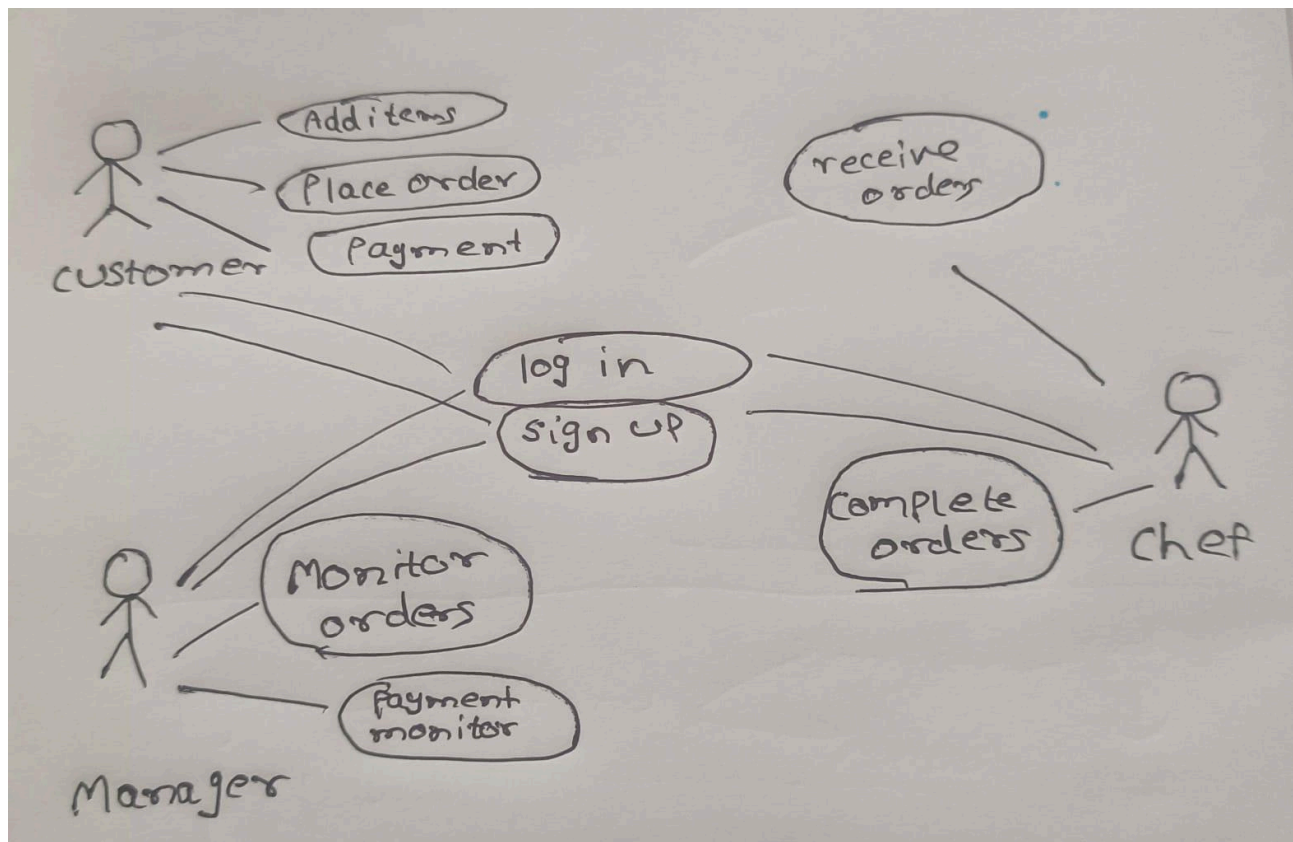 Add items
Place order
Payment
customer
receive
orders
log in
sign up
complete
orders
chef
Monitor
orders
Payment
monitor
Manager